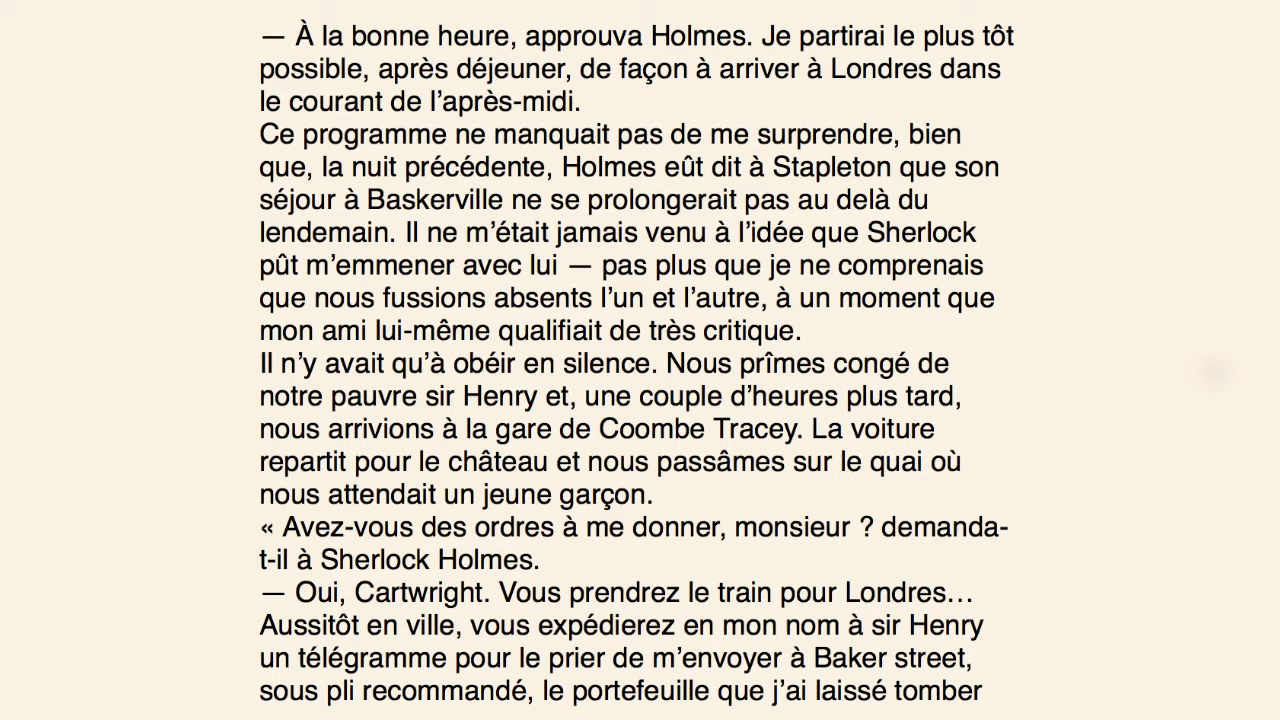 — À la bonne heure, approuva Holmes. Je partirai le plus tôt
possible, après déjeuner, de façon à arriver à Londres dans
le courant de l’après-midi.
Ce programme ne manquait pas de me surprendre, bien
que, la nuit précédente, Holmes eût dit à Stapleton que son
séjour à Baskerville ne se prolongerait pas au delà du
lendemain. Il ne m’était jamais venu à l’idée que Sherlock
pût m’emmener avec lui — pas plus que je ne comprenais
que nous fussions absents l’un et l’autre, à un moment que
mon ami lui-même qualifiait de très critique.
Il n’y avait qu’à obéir en silence. Nous prîmes congé de
notre pauvre sir Henry et, une couple d’heures plus tard,
nous arrivions à la gare de Coombe Tracey. La voiture
repartit pour le château et nous passâmes sur le quai où
nous attendait un jeune garçon.
« Avez-vous des ordres à me donner, monsieur ? demanda-
t-il à Sherlock Holmes.
— Oui, Cartwright. Vous prendrez le train pour Londres…
Aussitôt en ville, vous expédierez en mon nom à sir Henry
un télégramme pour le prier de m’envoyer à Baker street,
sous pli recommandé, le portefeuille que j’ai laissé tomber